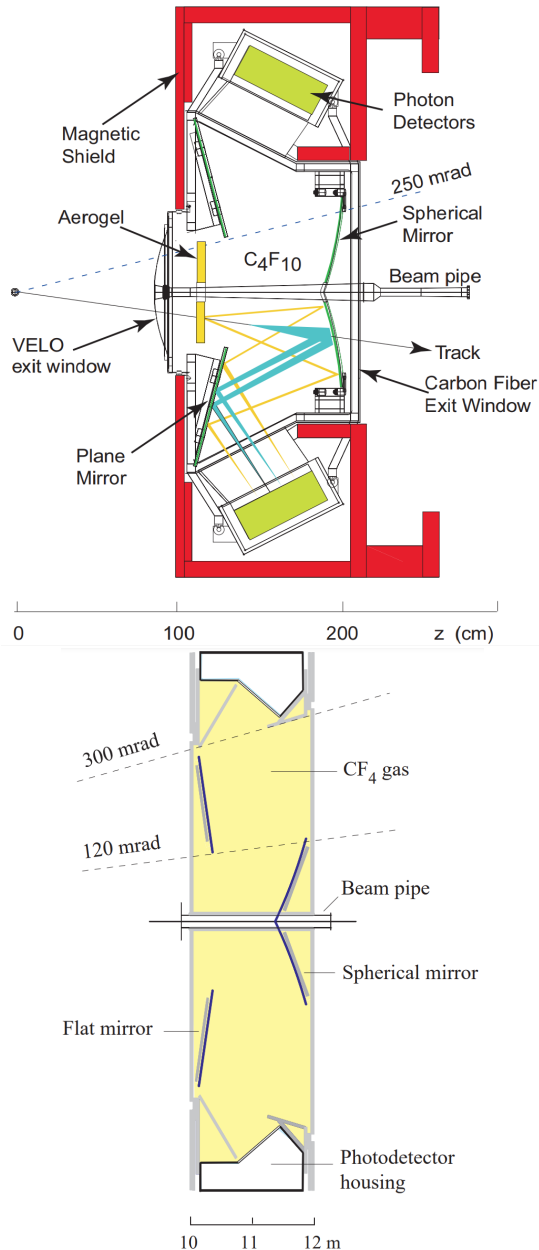 Magnetic
Shield
Photon
Detectors
250 mrad
Aerogel
Spherical
Mirror
C4F10
Beam pipe
VELO
exit window
Track
Carbon Fiber
Exit Window
Plane
Mirror
0 100 200 z (cm)
300 mrad
CF4 gas
120 mrad
Beam pipe
Spherical mirror
Flat mirror
Photodetector
housing
10 11 12 m